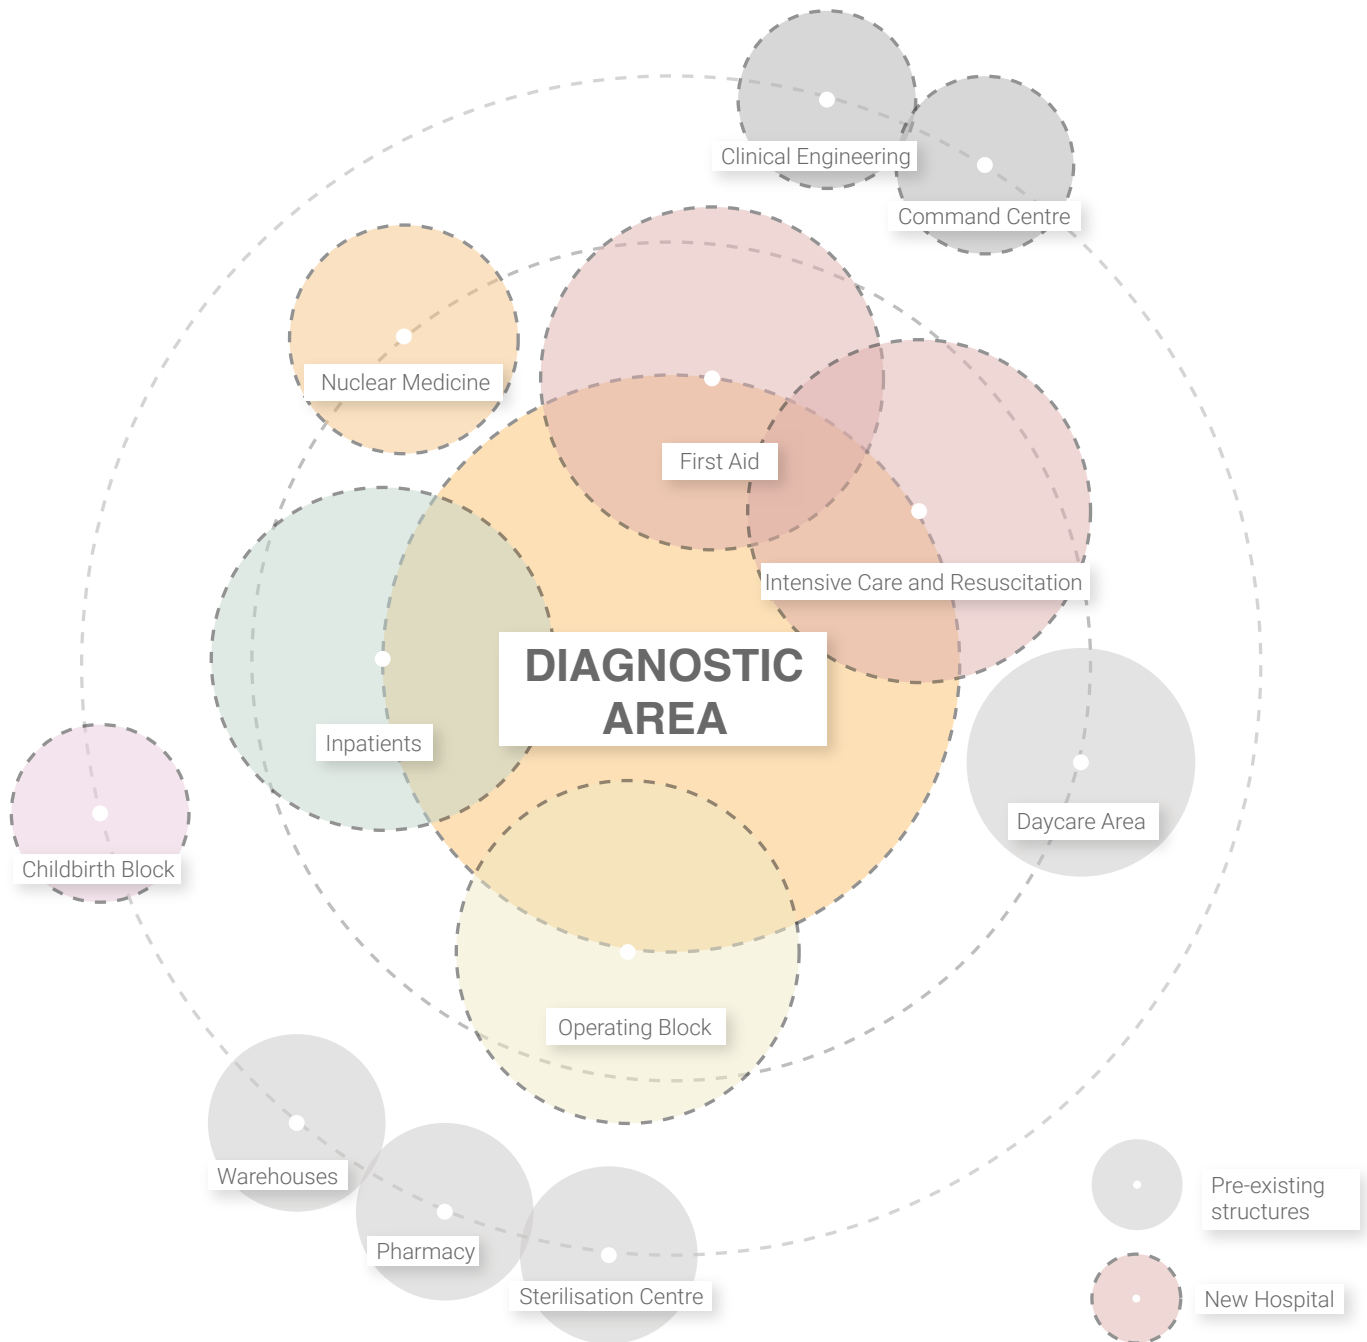 Clinical Engineering
Command Centre
Nuclear Medicine
First Aid
Intensive Care and Resuscitation
DIAGNOSTIC
AREA
Inpatients
Daycare Area
Childbirth Block
Operating Block
Warehouses
Pharmacy
Sterilisation Centre
Pre-existing
structures
New Hospital